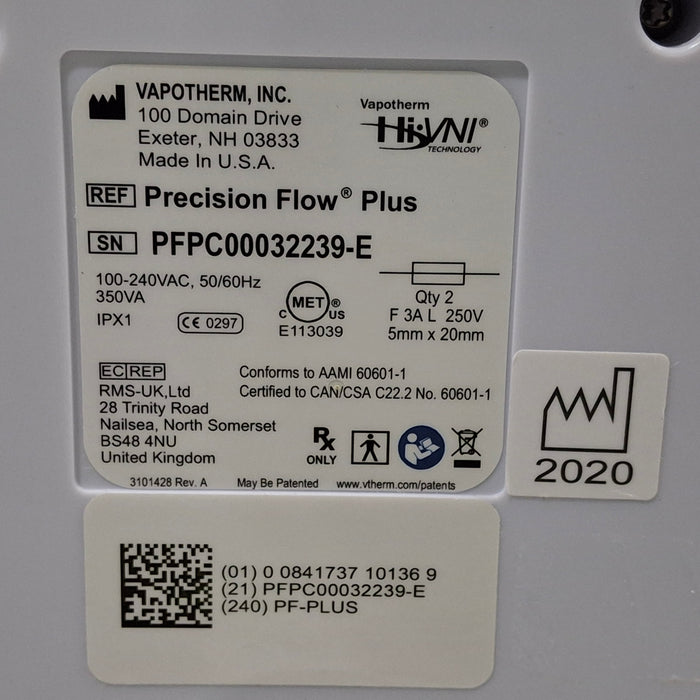 VAPOTHERM, INC.
100 Domain Drive
Exeter, NH 03833
Made In U.S.A.
Vapotherm
Hi-VNI®
TECHNOLOGY
REF Precision Flow® Plus
SN PFPC00032239-E
100-240VAC, 50/60Hz
350VA
IPX1
CE 0297
C MET® US
E113039
Qty 2
F 3A L 250V
5mm x 20mm
EC REP
RMS-UK,Ltd
28 Trinity Road
Nailsea, North Somerset
BS48 4NU
United Kingdom
Conforms to AAMI 60601-1
Certified to CAN/CSA C22.2 No. 60601-1
Rx
ONLY
3101428 Rev. A May Be Patented www.vtherm.com/patents
2020
(01) 0 0841737 10136 9
(21) PFPC00032239-E
(240) PF-PLUS